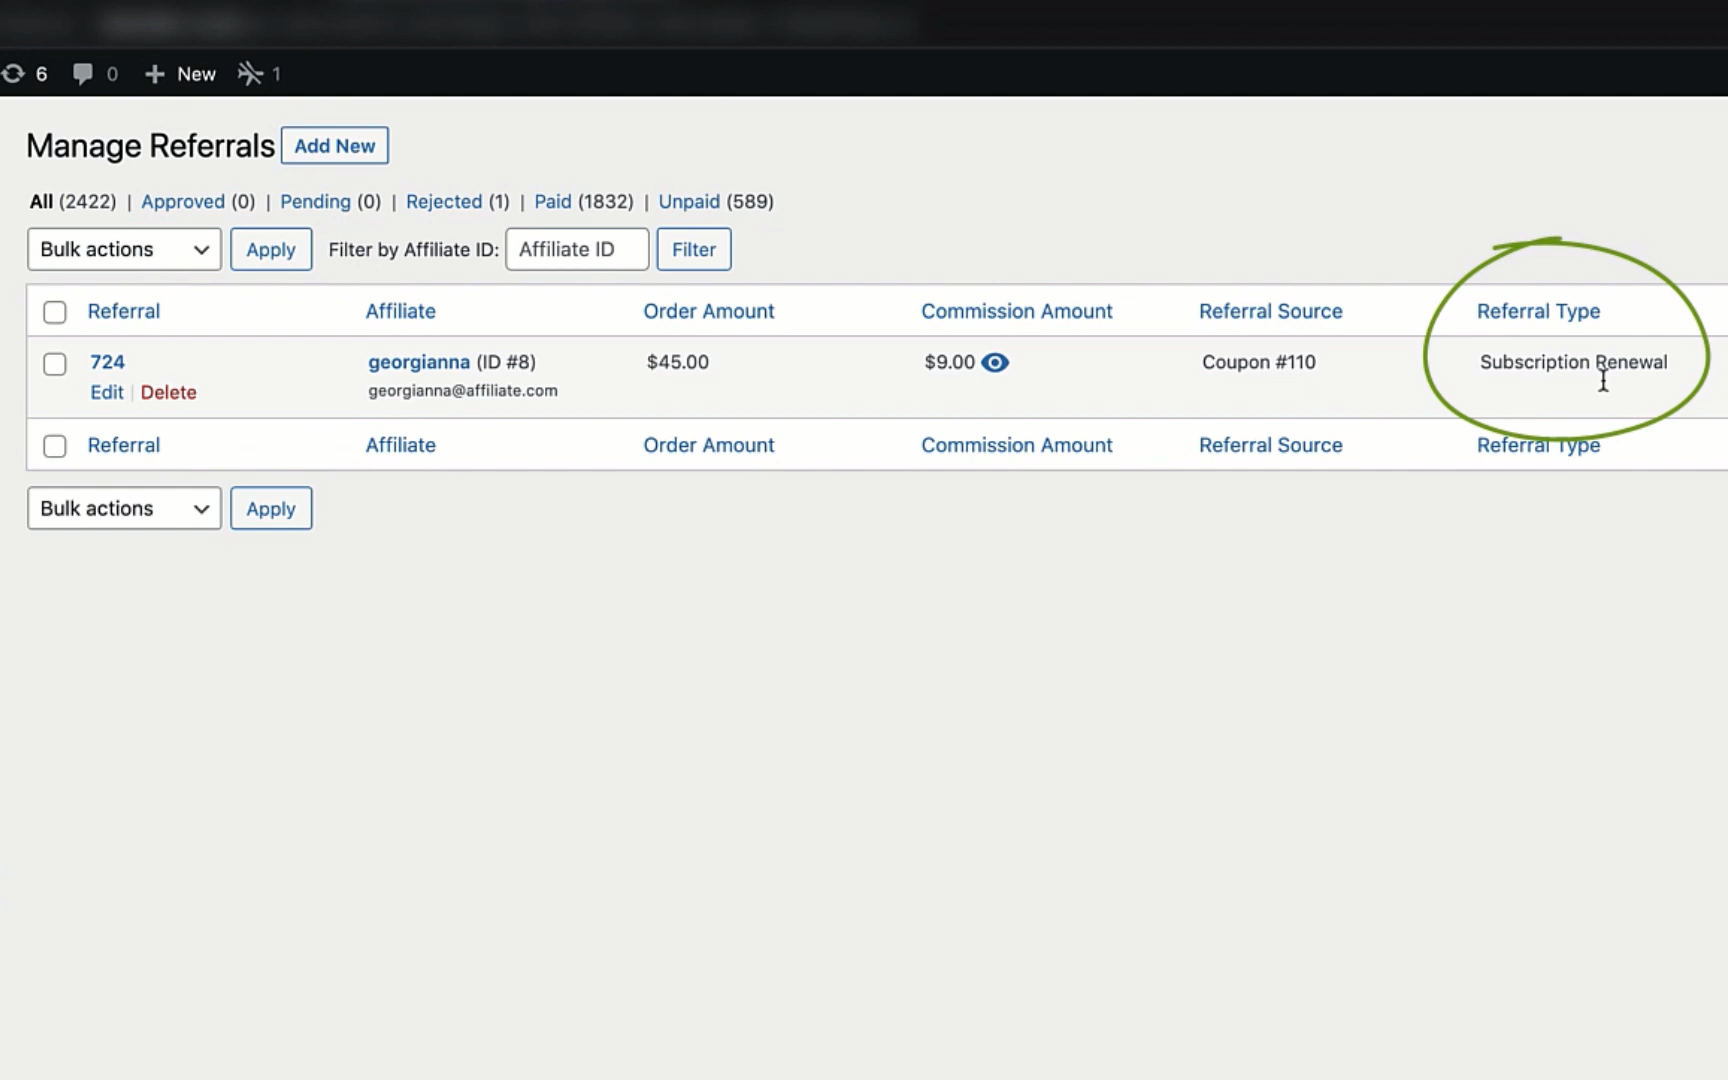 6 0 New 1
Manage Referrals Add New
All (2422) | Approved (0) | Pending (0) | Rejected (1) | Paid (1832) | Unpaid (589)
Bulk actions Apply Filter by Affiliate ID: Affiliate ID Filter
Referral Affiliate Order Amount Commission Amount Referral Source Referral Type
724 georgianna (ID #8) $45.00 $9.00 Coupon #110 Subscription Renewal
Edit | Delete georgianna@affiliate.com
Referral Affiliate Order Amount Commission Amount Referral Source Referral Type
Bulk actions Apply